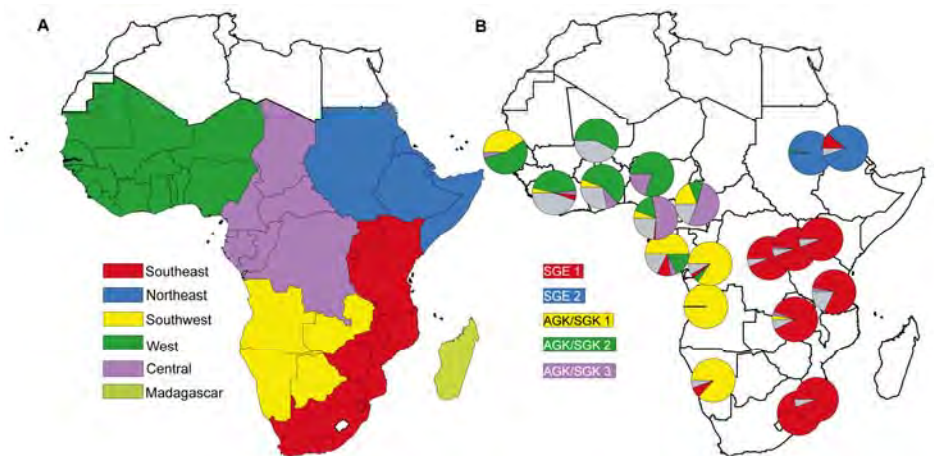 A
B
Southeast
Northeast
Southwest
West
Central
Madagascar
SGE 1
SGE 2
AGK/SGK 1
AGK/SGK 2
AGK/SGK 3